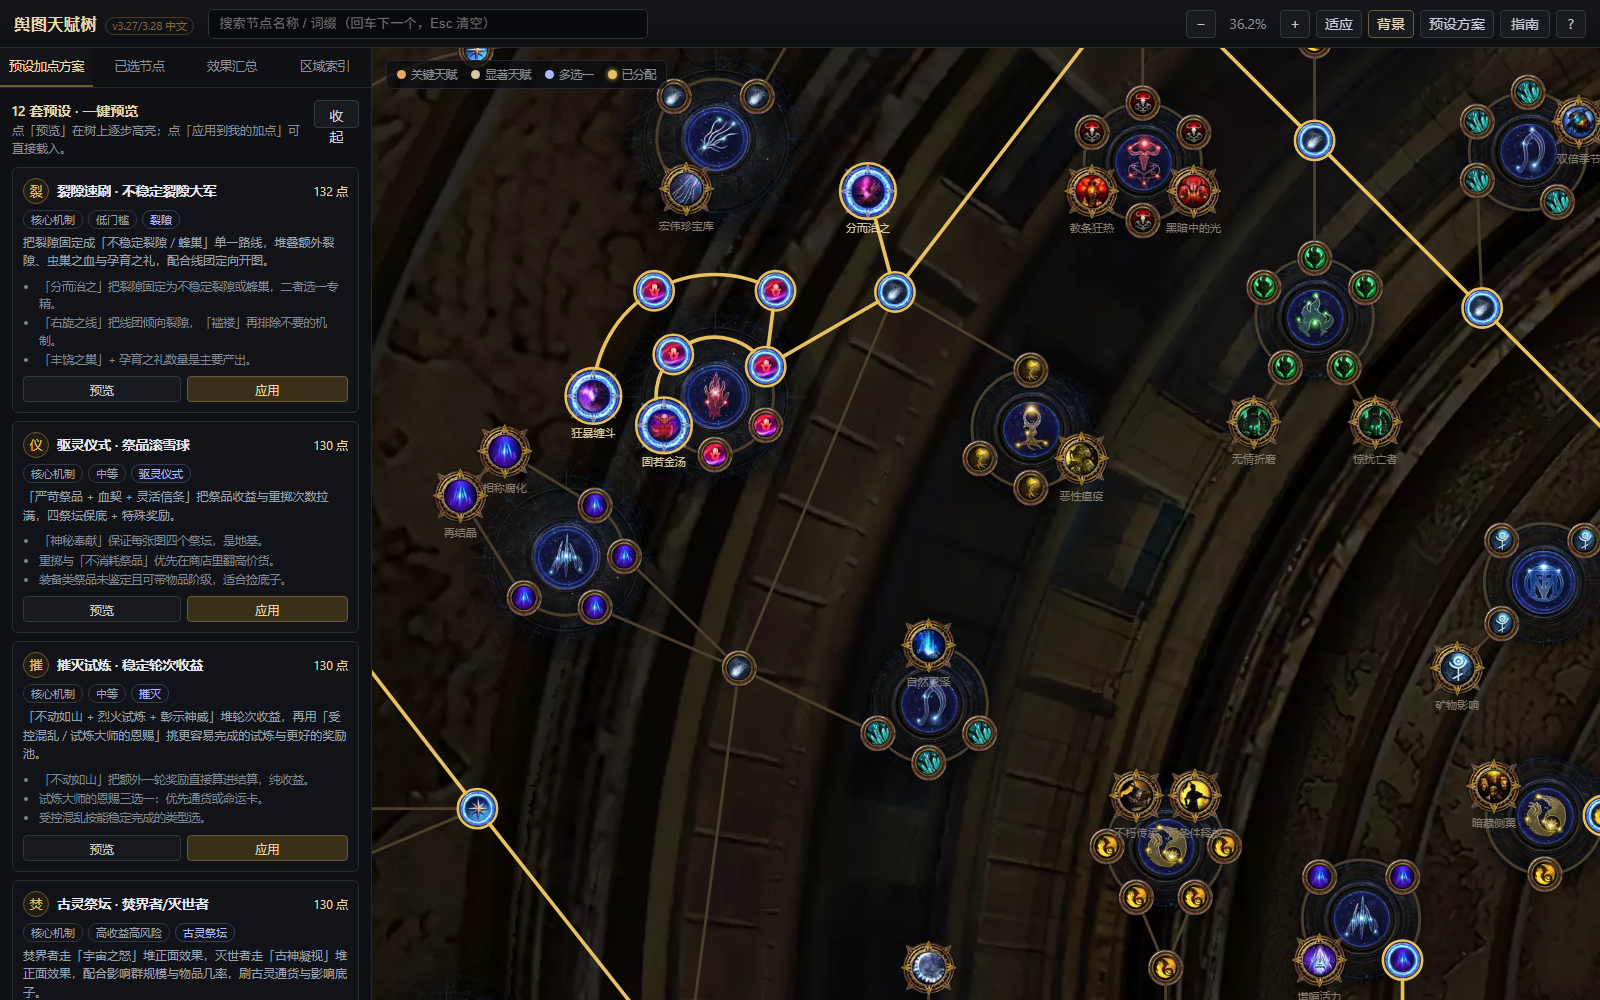 舆图天赋树
v3.27/3.28 中文
搜索节点名称 / 词缀（回车下一个，Esc 清空）
−
36.2%
+
适应
背景
预设方案
指南
?
预设加点方案
已选节点
效果汇总
区域索引
12 套预设 · 一键预览
收起
点「预览」在树上逐步高亮；点「应用到我的加点」可
直接载入。
裂
裂隙速刷 · 不稳定裂隙大军
132 点
核心机制
低门槛
裂隙
把裂隙固定成「不稳定裂隙 / 蜂巢」单一路线，堆叠额外裂
隙、虫巢之血与孕育之礼，配合线团定向开图。
• 「分而治之」把裂隙固定为不稳定裂隙或蜂巢，二者选一专
精。
• 「右旋之线」把线团倾向裂隙，「褴褛」再排除不要的机
制。
• 「丰饶之巢」+ 孕育之礼数量是主要产出。
预览
应用
仪
驱灵仪式 · 祭品滚雪球
130 点
核心机制
中等
驱灵仪式
「严苛祭品 + 血契 + 灵活信条」把祭品收益与重掷次数拉
满，四祭坛保底 + 特殊奖励。
• 「神秘奉献」保证每张图四个祭坛，是地基。
• 重掷与「不消耗祭品」优先在商店里翻高价货。
• 装备类祭品未鉴定且可带物品阶级，适合捡底子。
预览
应用
摧
摧灭试炼 · 稳定轮次收益
130 点
核心机制
中等
摧灭
「不动如山 + 烈火试炼 + 彰示神威」堆轮次收益，再用「受
控混乱 / 试炼大师的恩赐」挑更容易完成的试炼与更好的奖励
池。
• 「不动如山」把额外一轮奖励直接算进结算，纯收益。
• 试炼大师的恩赐三选一：优先通货或命运卡。
• 受控混乱按能稳定完成的类型选。
预览
应用
焚
古灵祭坛 · 焚界者/灭世者
130 点
核心机制
高收益高风险
古灵祭坛
焚界者走「宇宙之怒」堆正面效果，灭世者走「古神凝视」堆
正面效果，配合影响群规模与物品几率，刷古灵通货与影响底
子。
关键天赋
显著天赋
多选一
已分配
宏伟珍宝库
分而治之
教条狂热
黑暗中的光
双倍季节
狂暴缠斗
固若金汤
相称腐化
再结晶
恶性瘟疫
无情折磨
惊扰亡者
自然恩泽
矿物影响
暗藏侧翼
不朽传
条件释放
增幅活力